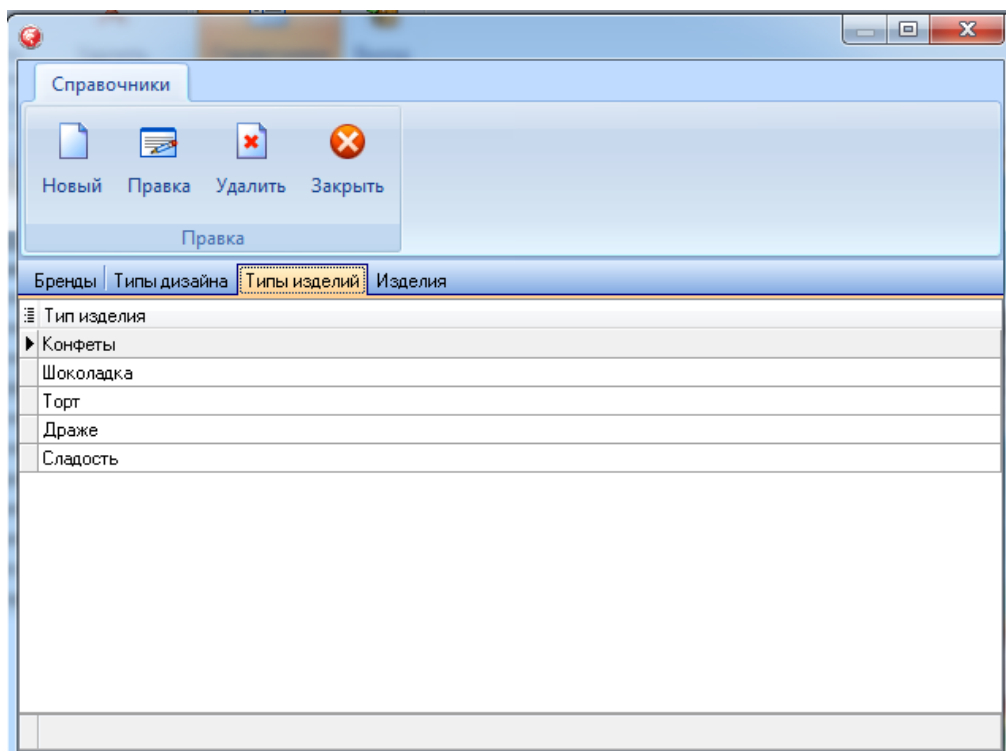 Справочники
Новый Правка Удалить Закрыть
Правка
Бренды Типы дизайна Типы изделий Изделия
Тип изделия
Конфеты
Шоколадка
Торт
Драже
Сладость